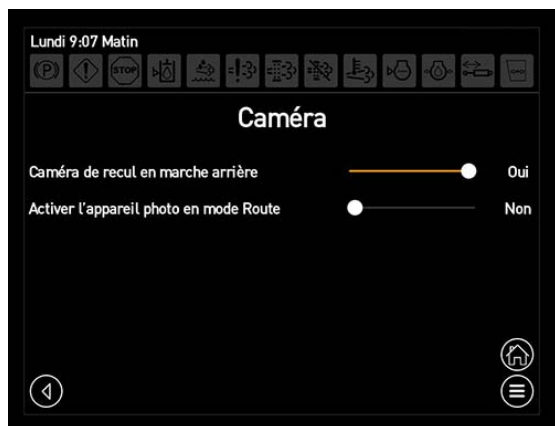 Lundi 9:07 Matin
(P) STOP
Caméra
Caméra de recul en marche arrière Oui
Activer l'appareil photo en mode Route Non